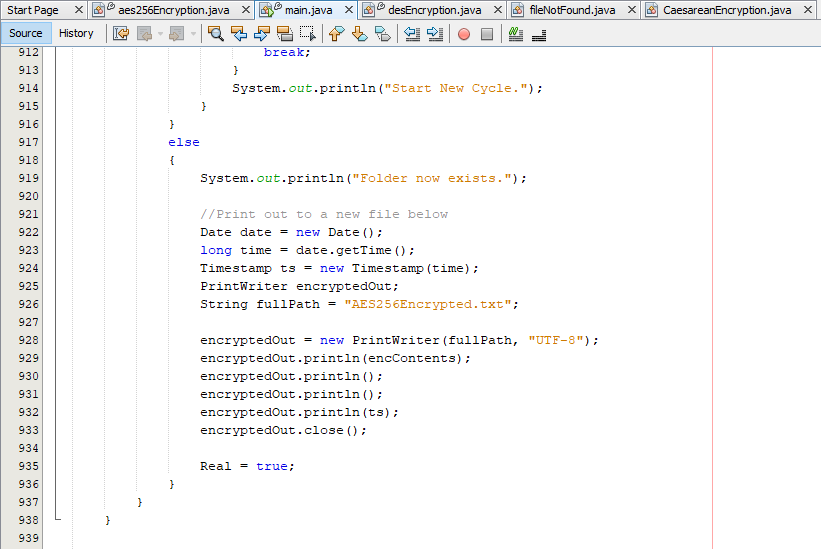 Start Page aes256Encryption.java main.java desEncryption.java fileNotFound.java CaesareanEncryption.java
Source History
912 break;
913 }
914 System.out.println("Start New Cycle.");
915 }
916 }
917 else
918 {
919 System.out.println("Folder now exists.");
920
921 //Print out to a new file below
922 Date date = new Date();
923 long time = date.getTime();
924 Timestamp ts = new Timestamp(time);
925 PrintWriter encryptedOut;
926 String fullPath = "AES256Encrypted.txt";
927
928 encryptedOut = new PrintWriter(fullPath, "UTF-8");
929 encryptedOut.println(encContents);
930 encryptedOut.println();
931 encryptedOut.println();
932 encryptedOut.println(ts);
933 encryptedOut.close();
934
935 Real = true;
936 }
937 }
938 }
939